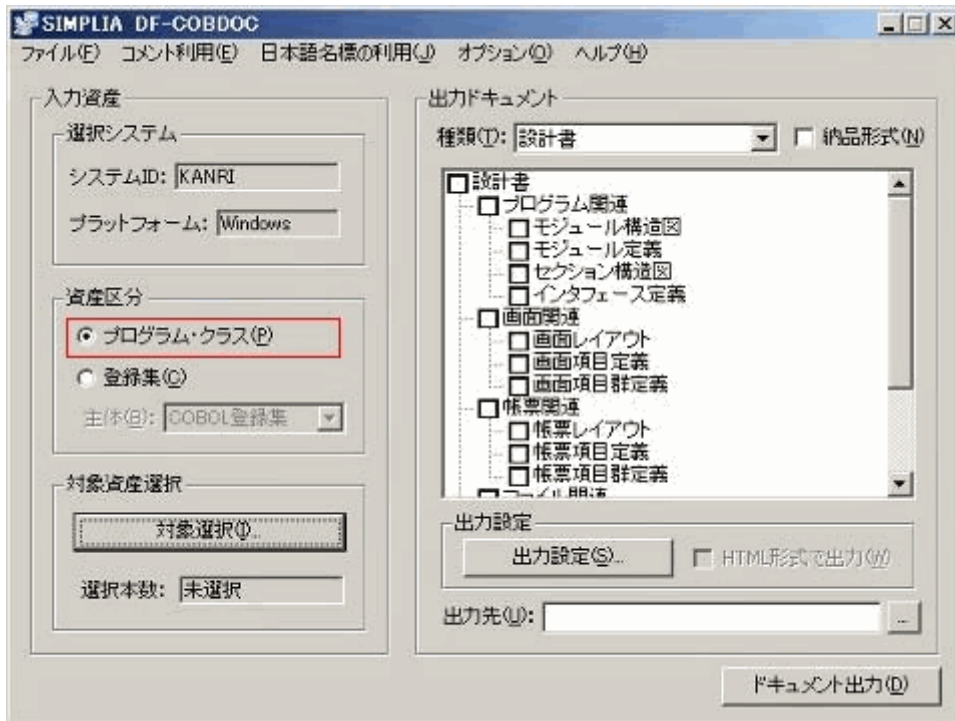 SIMPLIA DF-COBDOC
ファイル(F) コメント利用(E) 日本語名標の利用(J) オプション(O) ヘルプ(H)
入力資産
選択システム
システムID: KANRI
プラットフォーム: Windows
資産区分
プログラム・クラス(P)
登録集(C)
主体(B): COBOL登録集
対象資産選択
対象選択(I)...
選択本数: 未選択
出力ドキュメント
種類(T): 設計書
納品形式(N)
設計書
プログラム関連
モジュール構造図
モジュール定義
セクション構造図
インタフェース定義
画面関連
画面レイアウト
画面項目定義
画面項目群定義
帳票関連
帳票レイアウト
帳票項目定義
帳票項目群定義
ファイル関連
出力設定
出力設定(S)...
HTML形式で出力(W)
出力先(U):
...
ドキュメント出力(D)